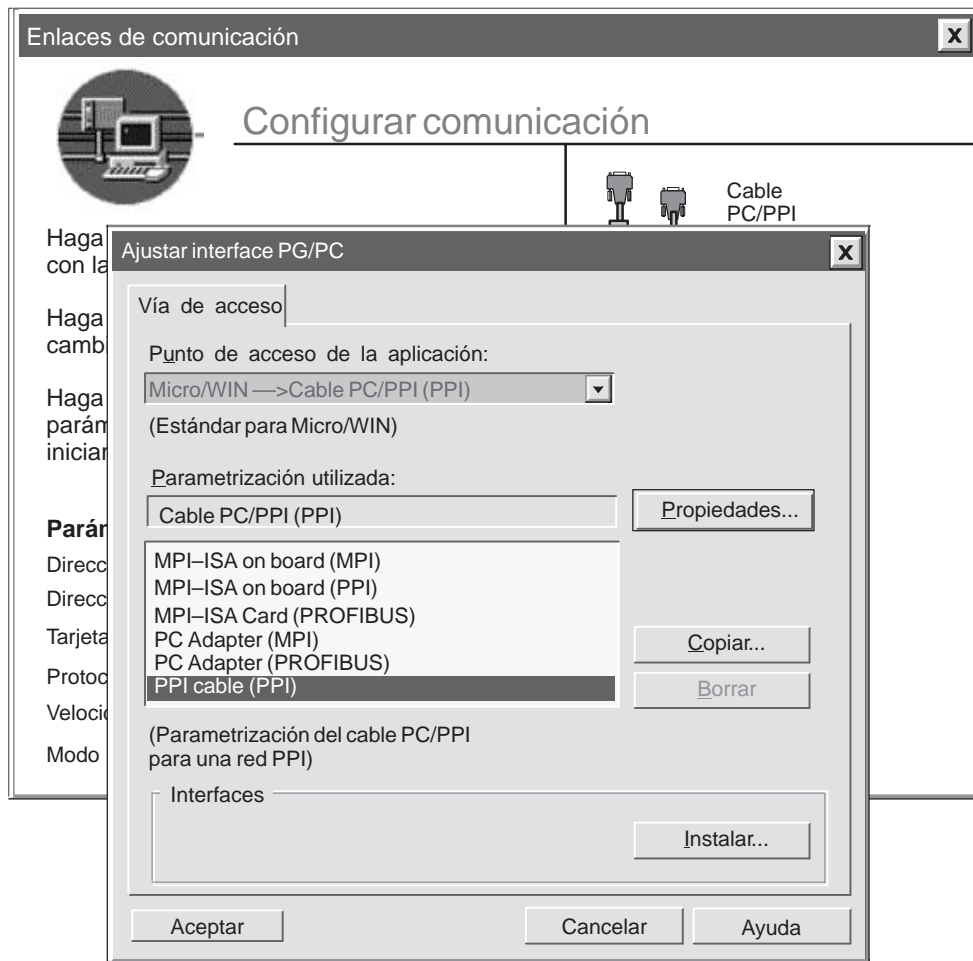 Enlaces de comunicación
X
Configurar comunicación
Cable
PC/PPI
Haga
con la
Haga
cambi
Haga
parám
iniciar
Parám
Direcc
Direcc
Tarjeta
Protoc
Velocid
Modo
Ajustar interface PG/PC
X
Vía de acceso
Punto de acceso de la aplicación:
Micro/WIN —>Cable PC/PPI (PPI)
(Estándar para Micro/WIN)
Parametrización utilizada:
Cable PC/PPI (PPI)
Propiedades...
MPI–ISA on board (MPI)
MPI–ISA on board (PPI)
MPI–ISA Card (PROFIBUS)
PC Adapter (MPI)
PC Adapter (PROFIBUS)
PPI cable (PPI)
Copiar...
Borrar
(Parametrización del cable PC/PPI
para una red PPI)
Interfaces
Instalar...
Aceptar
Cancelar
Ayuda